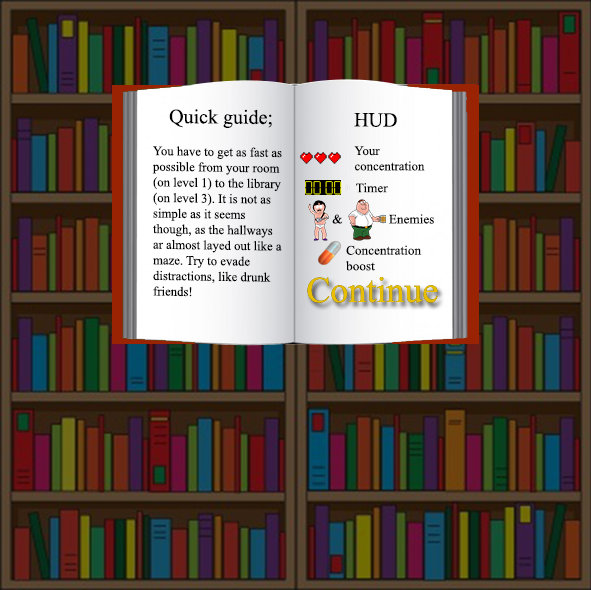 Quick guide;
You have to get as fast as
possible from your room
(on level 1) to the library
(on level 3). It is not as
simple as it seems
though, as the hallways
ar almost layed out like a
maze. Try to evade
distractions, like drunk
friends!
HUD
Your
concentration
00:00 Timer
& Enemies
Concentration
boost
Continue